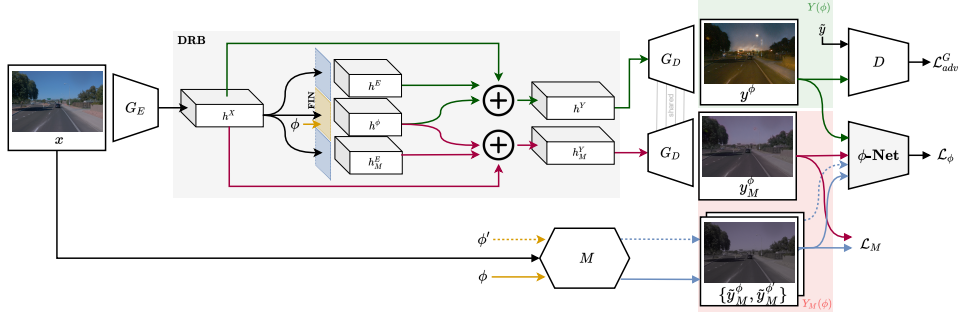 Y(ϕ)
DRB
ỹ
h^E
G_D
D
𝓛^G_adv
FIN
G_E
h^X
h^ϕ
h^Y
y^ϕ
shared
ϕ
x
h^E_M
h^Y_M
G_D
ϕ-Net
𝓛_ϕ
y^ϕ_M
ϕ′
M
𝓛_M
ϕ
{ỹ^ϕ_M, ỹ^ϕ′_M}
Y_M(ϕ)